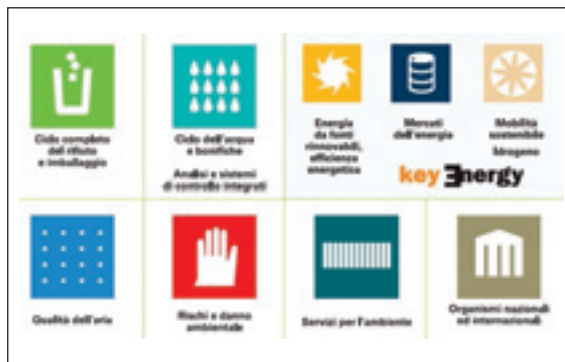 Ciclo completo
del rifiuto
e imballaggio
Ciclo dell'acqua
e bonifiche
Analisi e sistemi
di controllo integrati
Energia
da fonti
rinnovabili,
efficienza
energetica
Mercati
dell'energia
Mobilità
sostenibile
Idrogeno
key Energy
Qualità dell'aria
Rischi e danno
ambientale
Servizi per l'ambiente
Organismi nazionali
ed internazionali